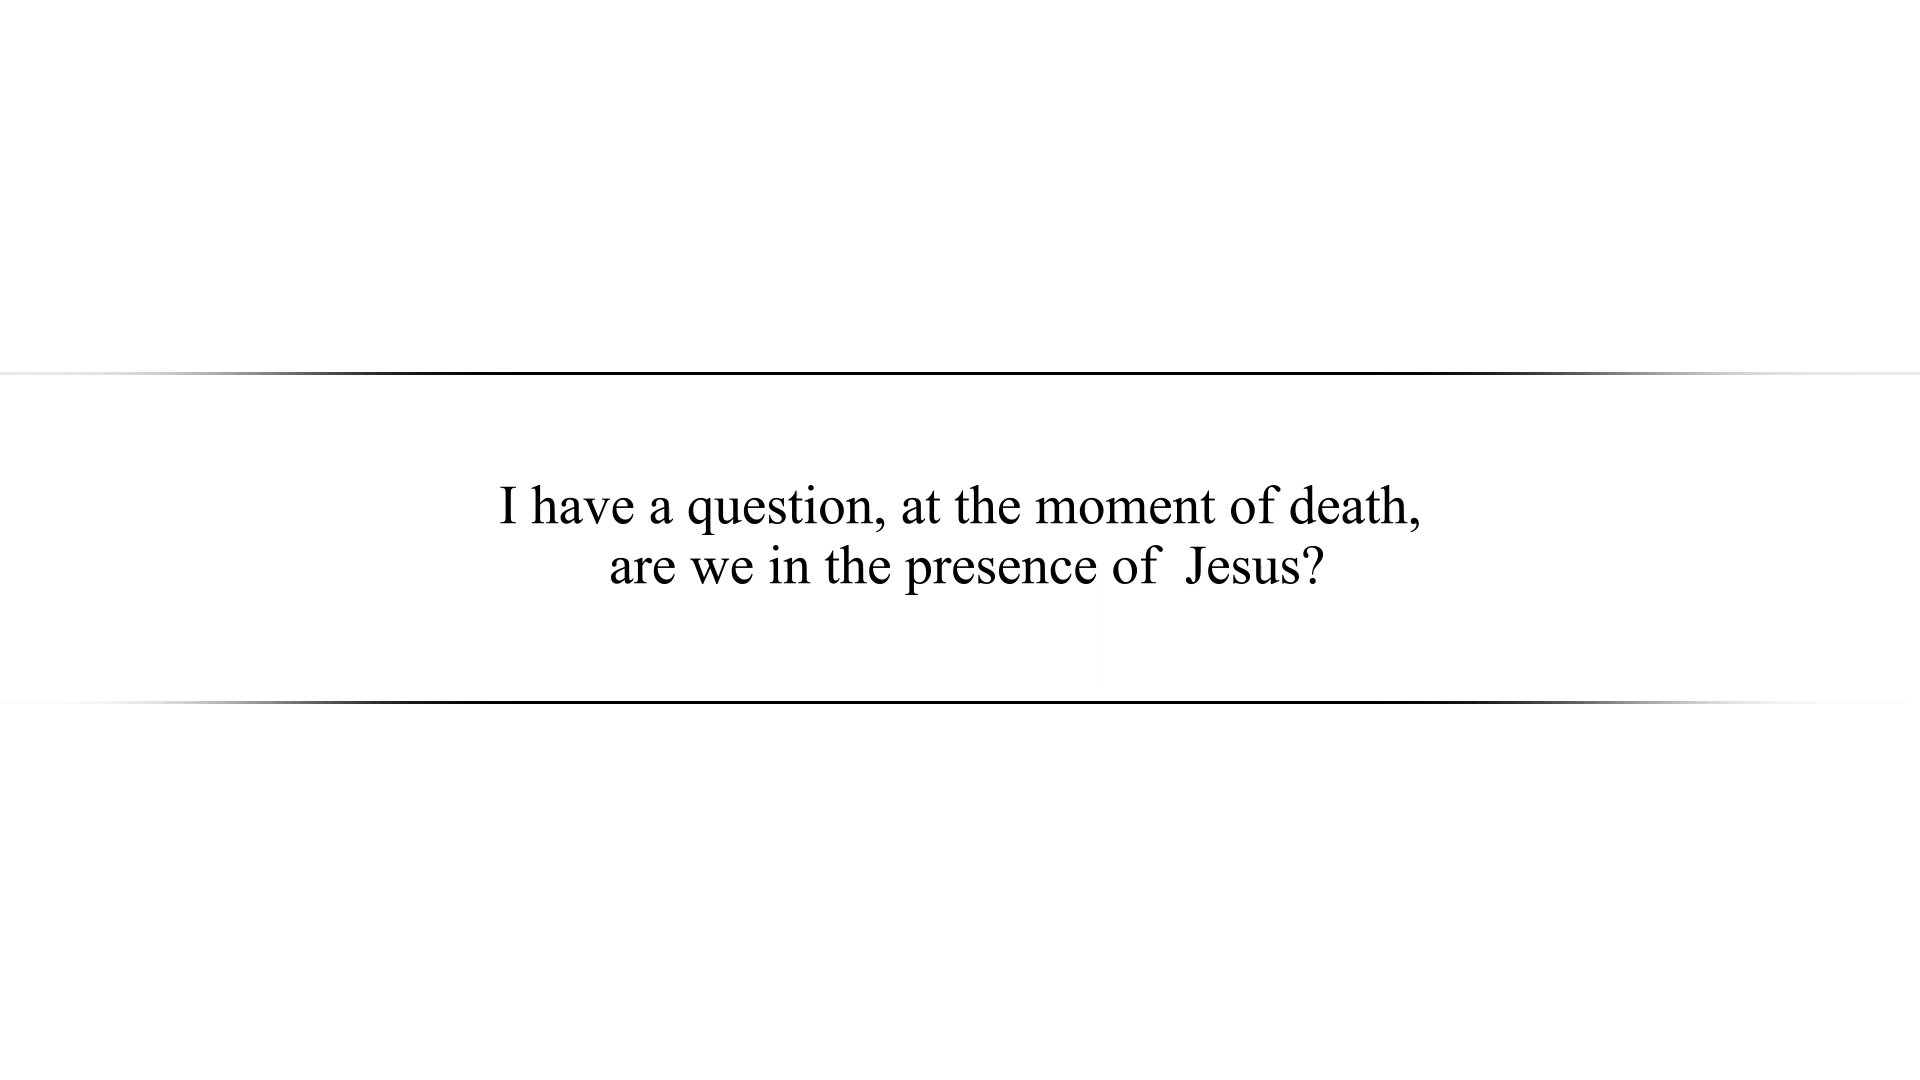 I have a question, at the moment of death,
are we in the presence of  Jesus?